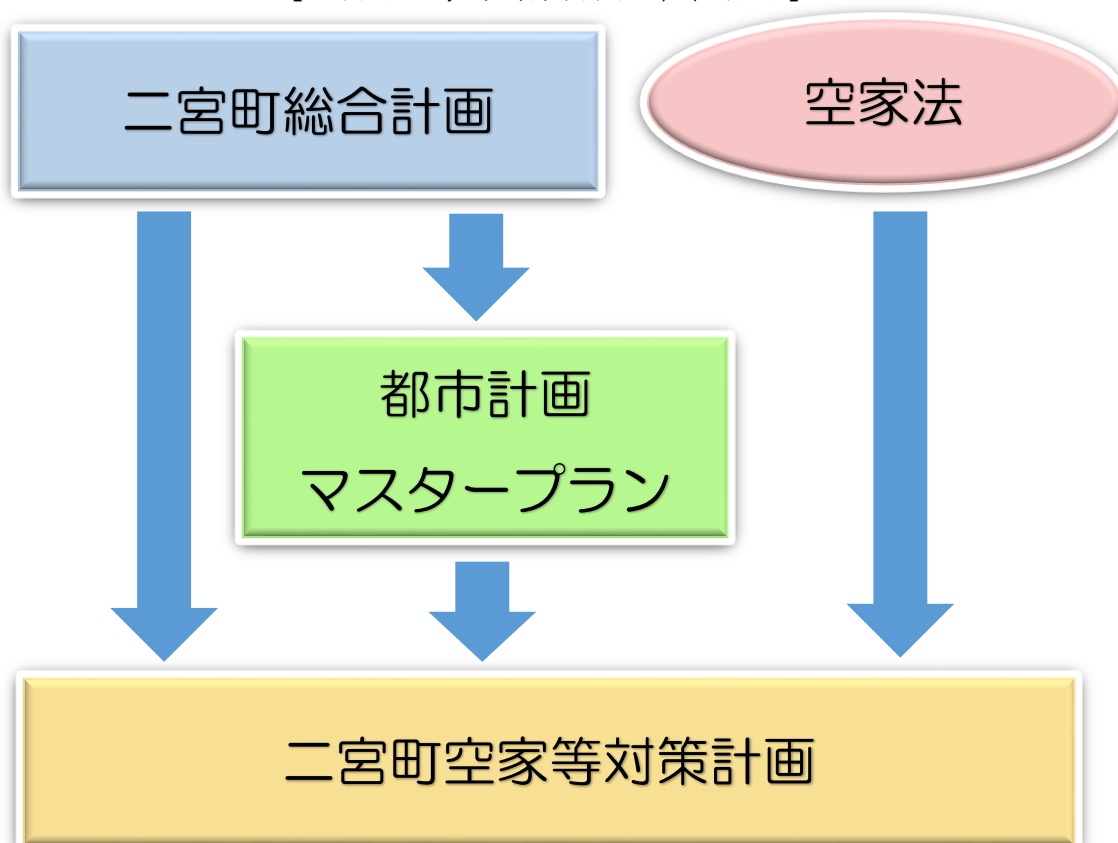 二宮町総合計画
空家法
都市計画
マスタープラン
二宮町空家等対策計画